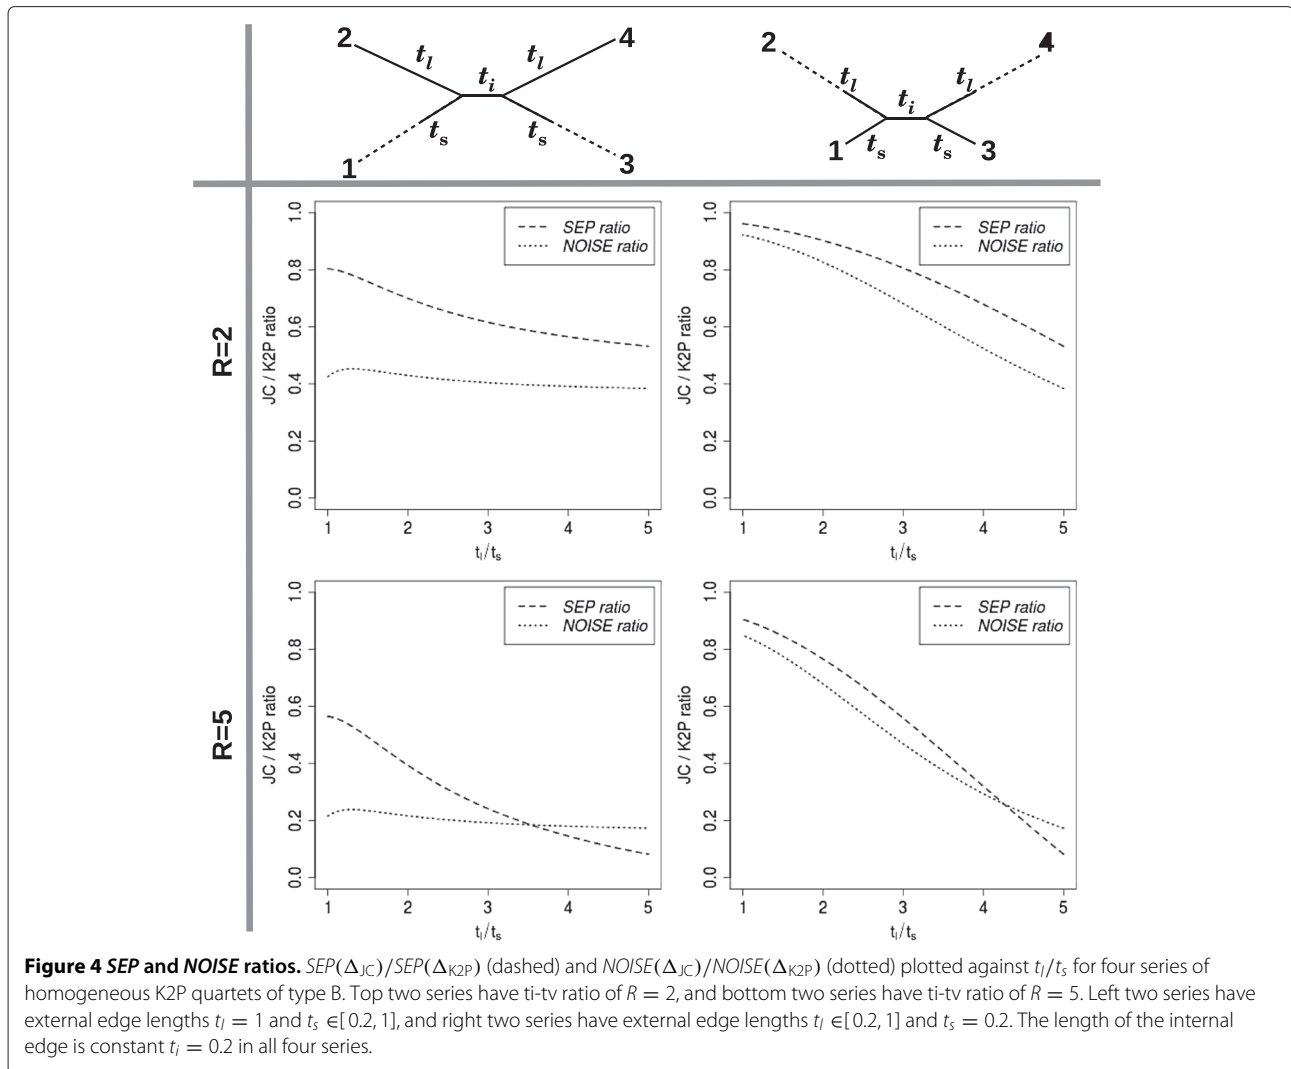 2 4 2 4
t_l t_i t_l t_l t_i t_l
t_s t_s t_s t_s
1 3 1 3
R=2
JC / K2P ratio
1.0
0.8
0.6
0.4
0.2
0.0
SEP ratio
NOISE ratio
1 2 3 4 5
t_l/t_s
JC / K2P ratio
1.0
0.8
0.6
0.4
0.2
0.0
SEP ratio
NOISE ratio
1 2 3 4 5
t_l/t_s
R=5
JC / K2P ratio
1.0
0.8
0.6
0.4
0.2
0.0
SEP ratio
NOISE ratio
1 2 3 4 5
t_l/t_s
JC / K2P ratio
1.0
0.8
0.6
0.4
0.2
0.0
SEP ratio
NOISE ratio
1 2 3 4 5
t_l/t_s
Figure 4 SEP and NOISE ratios. SEP(Δ_JC)/SEP(Δ_K2P) (dashed) and NOISE(Δ_JC)/NOISE(Δ_K2P) (dotted) plotted against t_l/t_s for four series of
homogeneous K2P quartets of type B. Top two series have ti-tv ratio of R = 2, and bottom two series have ti-tv ratio of R = 5. Left two series have
external edge lengths t_l = 1 and t_s ∈[0.2, 1], and right two series have external edge lengths t_l ∈[0.2, 1] and t_s = 0.2. The length of the internal
edge is constant t_i = 0.2 in all four series.